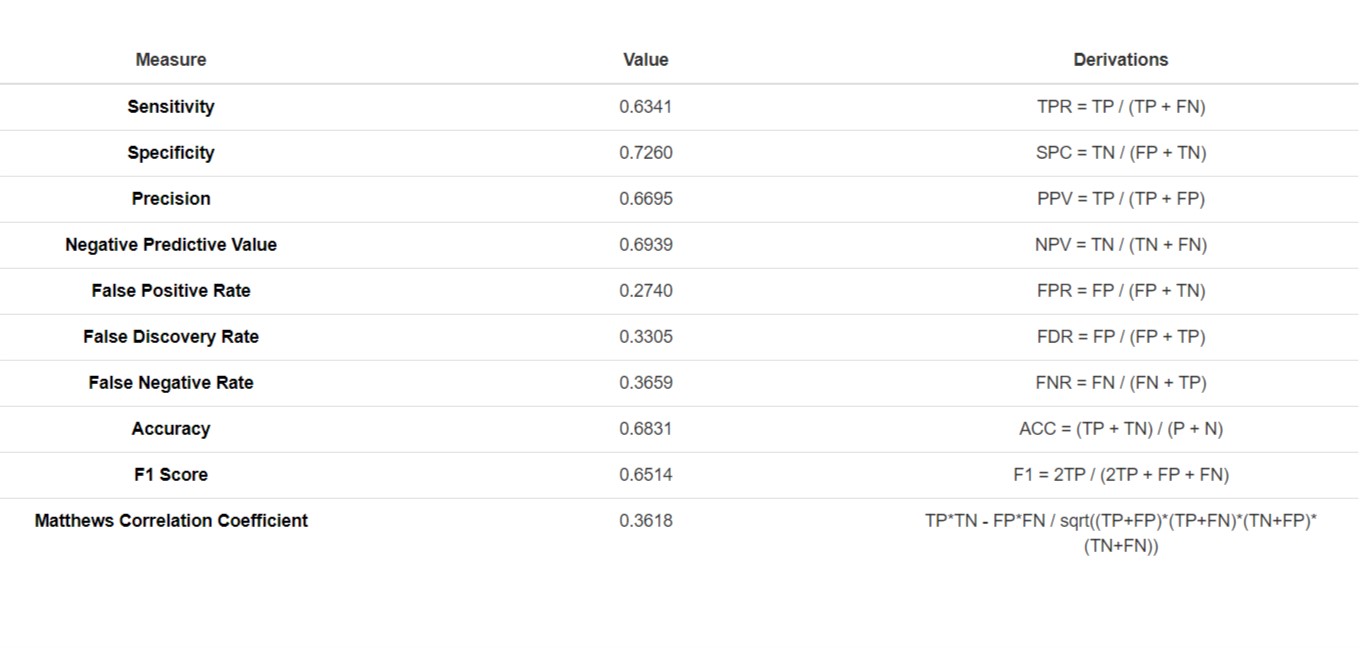 Measure Value Derivations
Sensitivity 0.6341 TPR = TP / (TP + FN)
Specificity 0.7260 SPC = TN / (FP + TN)
Precision 0.6695 PPV = TP / (TP + FP)
Negative Predictive Value 0.6939 NPV = TN / (TN + FN)
False Positive Rate 0.2740 FPR = FP / (FP + TN)
False Discovery Rate 0.3305 FDR = FP / (FP + TP)
False Negative Rate 0.3659 FNR = FN / (FN + TP)
Accuracy 0.6831 ACC = (TP + TN) / (P + N)
F1 Score 0.6514 F1 = 2TP / (2TP + FP + FN)
Matthews Correlation Coefficient 0.3618 TP*TN - FP*FN / sqrt((TP+FP)*(TP+FN)*(TN+FP)*
(TN+FN))